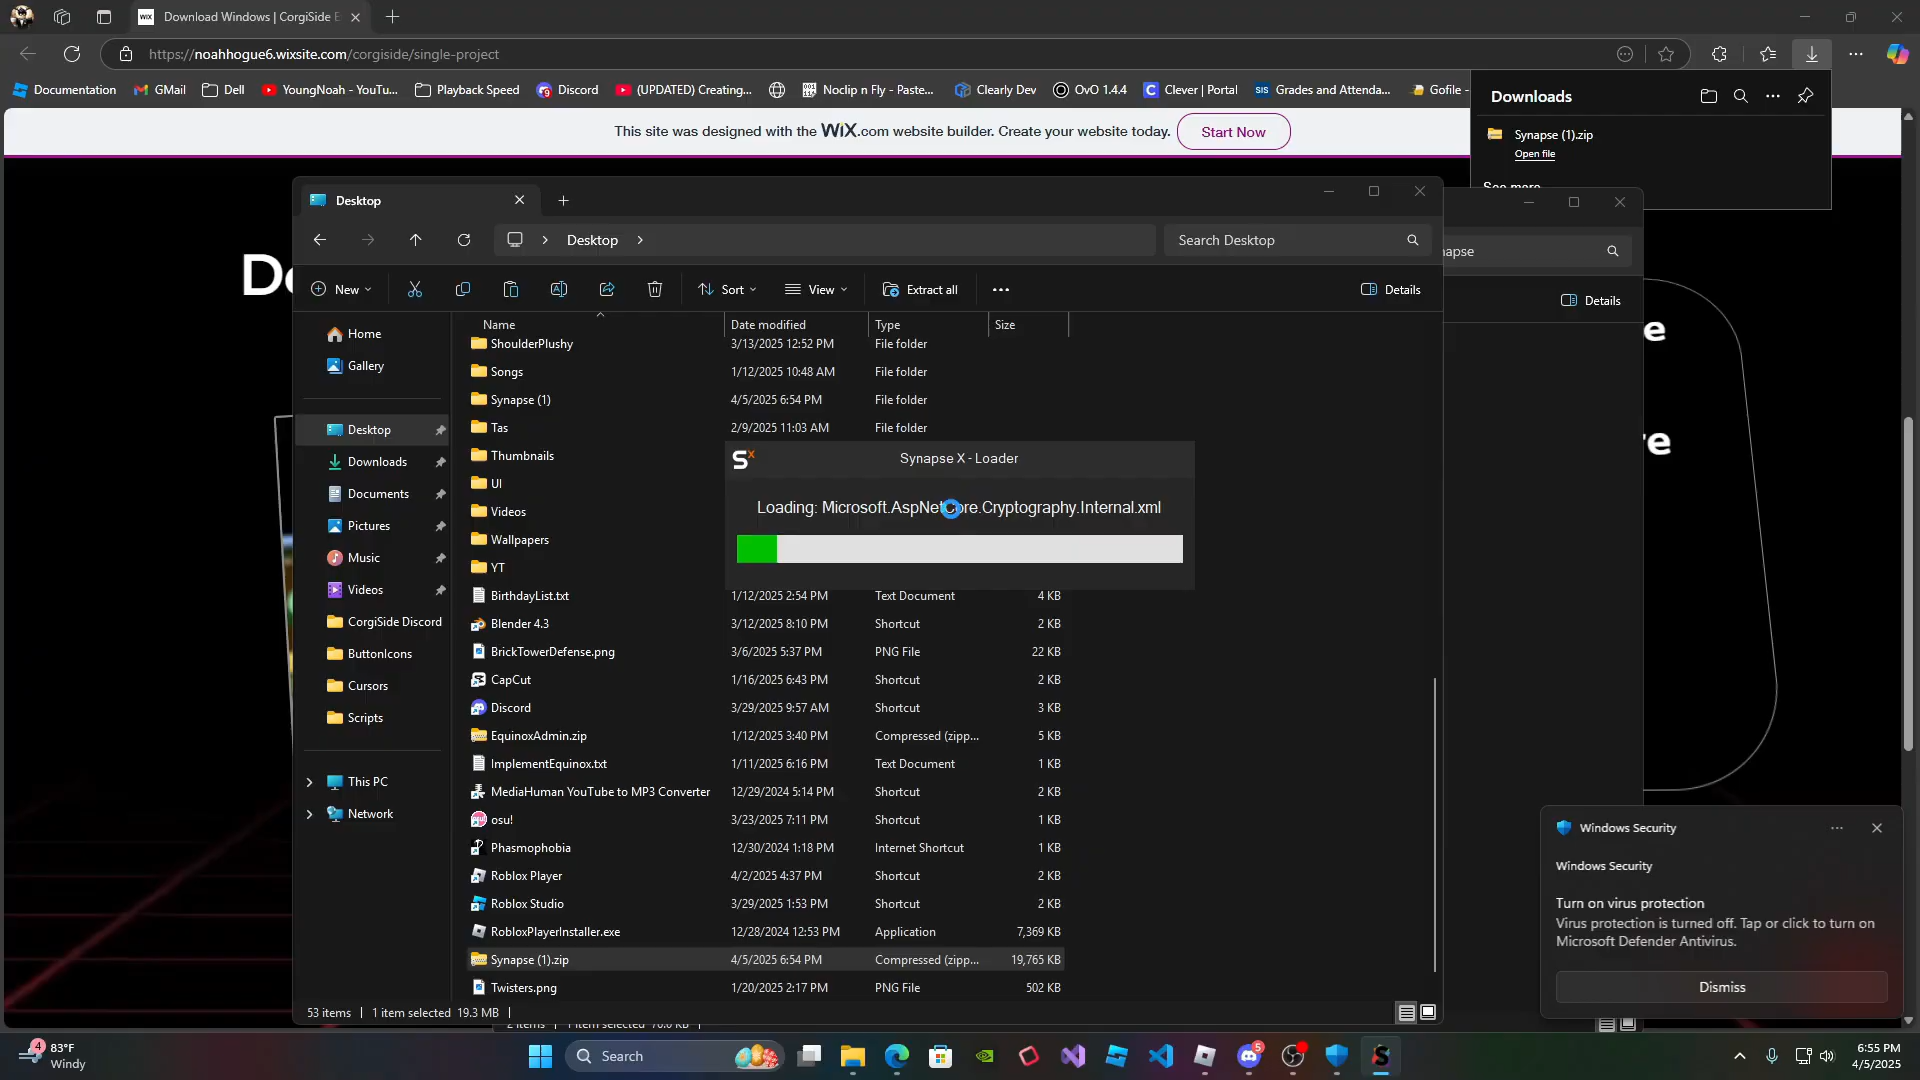 Download Windows | CorgiSide E
https://noahhogue6.wixsite.com/corgiside/single-project
Documentation
GMail
Dell
YoungNoah - YouTu...
Playback Speed
Discord
(UPDATED) Creating...
Noclip n Fly - Paste...
Clearly Dev
OvO 1.4.4
Clever | Portal
SIS
Grades and Attenda...
Gofile -
Downloads
Synapse (1).zip
Open file
See more
This site was designed with the WiX.com website builder. Create your website today.
Start Now
Desktop
Desktop
Search Desktop
New
Sort
View
Extract all
Details
Details
Name
Date modified
Type
Size
Home
Gallery
Desktop
Downloads
Documents
Pictures
Music
Videos
CorgiSide Discord
ButtonIcons
Cursors
Scripts
This PC
Network
ShoulderPlushy 3/13/2025 12:52 PM File folder
Songs 1/12/2025 10:48 AM File folder
Synapse (1) 4/5/2025 6:54 PM File folder
Tas 2/9/2025 11:03 AM File folder
Thumbnails
UI
Videos
Wallpapers
YT
Synapse X - Loader
Loading: Microsoft.AspNetCore.Cryptography.Internal.xml
BirthdayList.txt 1/12/2025 2:54 PM Text Document 4 KB
Blender 4.3 3/12/2025 8:10 PM Shortcut 2 KB
BrickTowerDefense.png 3/6/2025 5:37 PM PNG File 22 KB
CapCut 1/16/2025 6:43 PM Shortcut 2 KB
Discord 3/29/2025 9:57 AM Shortcut 3 KB
EquinoxAdmin.zip 1/12/2025 3:40 PM Compressed (zipp... 5 KB
ImplementEquinox.txt 1/11/2025 6:16 PM Text Document 1 KB
MediaHuman YouTube to MP3 Converter 12/29/2024 5:14 PM Shortcut 2 KB
osu! 3/23/2025 7:11 PM Shortcut 1 KB
Phasmophobia 12/30/2024 1:18 PM Internet Shortcut 1 KB
Roblox Player 4/2/2025 4:37 PM Shortcut 2 KB
Roblox Studio 3/29/2025 1:53 PM Shortcut 2 KB
RobloxPlayerInstaller.exe 12/28/2024 12:53 PM Application 7,369 KB
Synapse (1).zip 4/5/2025 6:54 PM Compressed (zipp... 19,765 KB
Twisters.png 1/20/2025 2:17 PM PNG File 502 KB
53 items
1 item selected 19.3 MB
Windows Security
Windows Security
Turn on virus protection
Virus protection is turned off. Tap or click to turn on
Microsoft Defender Antivirus.
Dismiss
83°F
Windy
Search
6:55 PM
4/5/2025